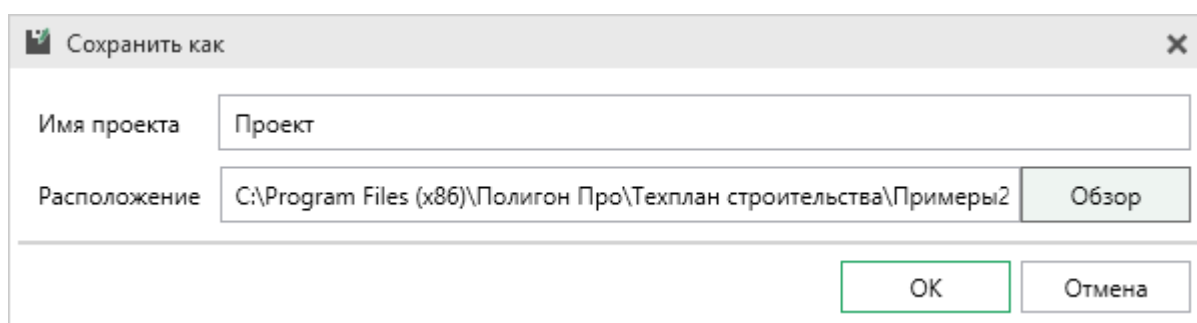 Сохранить как
Имя проекта Проект
Расположение C:\Program Files (x86)\Полигон Про\Техплан строительства\Примеры2 Обзор
ОК Отмена